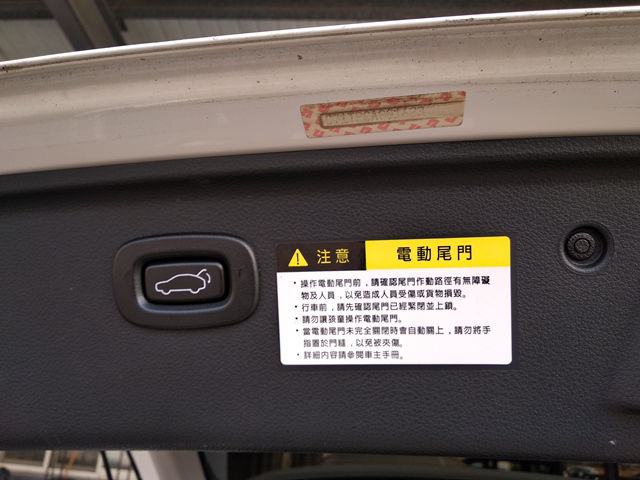 注意 電動尾門
・操作電動尾門前，請確認尾門作動路徑有無障礙
物及人員，以免造成人員受傷或貨物損毀。
・行車前，請先確認尾門已經緊閉並上鎖。
・請勿讓孩童操作電動尾門。
・當電動尾門未完全關閉時會自動關上，請勿將手
指置於門縫，以免被夾傷。
・詳細內容請參閱車主手冊。